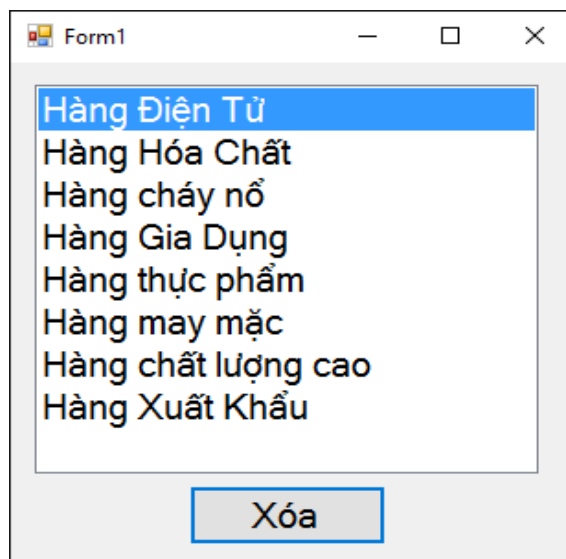 Form1
Hàng Điện Tử
Hàng Hóa Chất
Hàng cháy nổ
Hàng Gia Dụng
Hàng thực phẩm
Hàng may mặc
Hàng chất lượng cao
Hàng Xuất Khẩu
Xóa